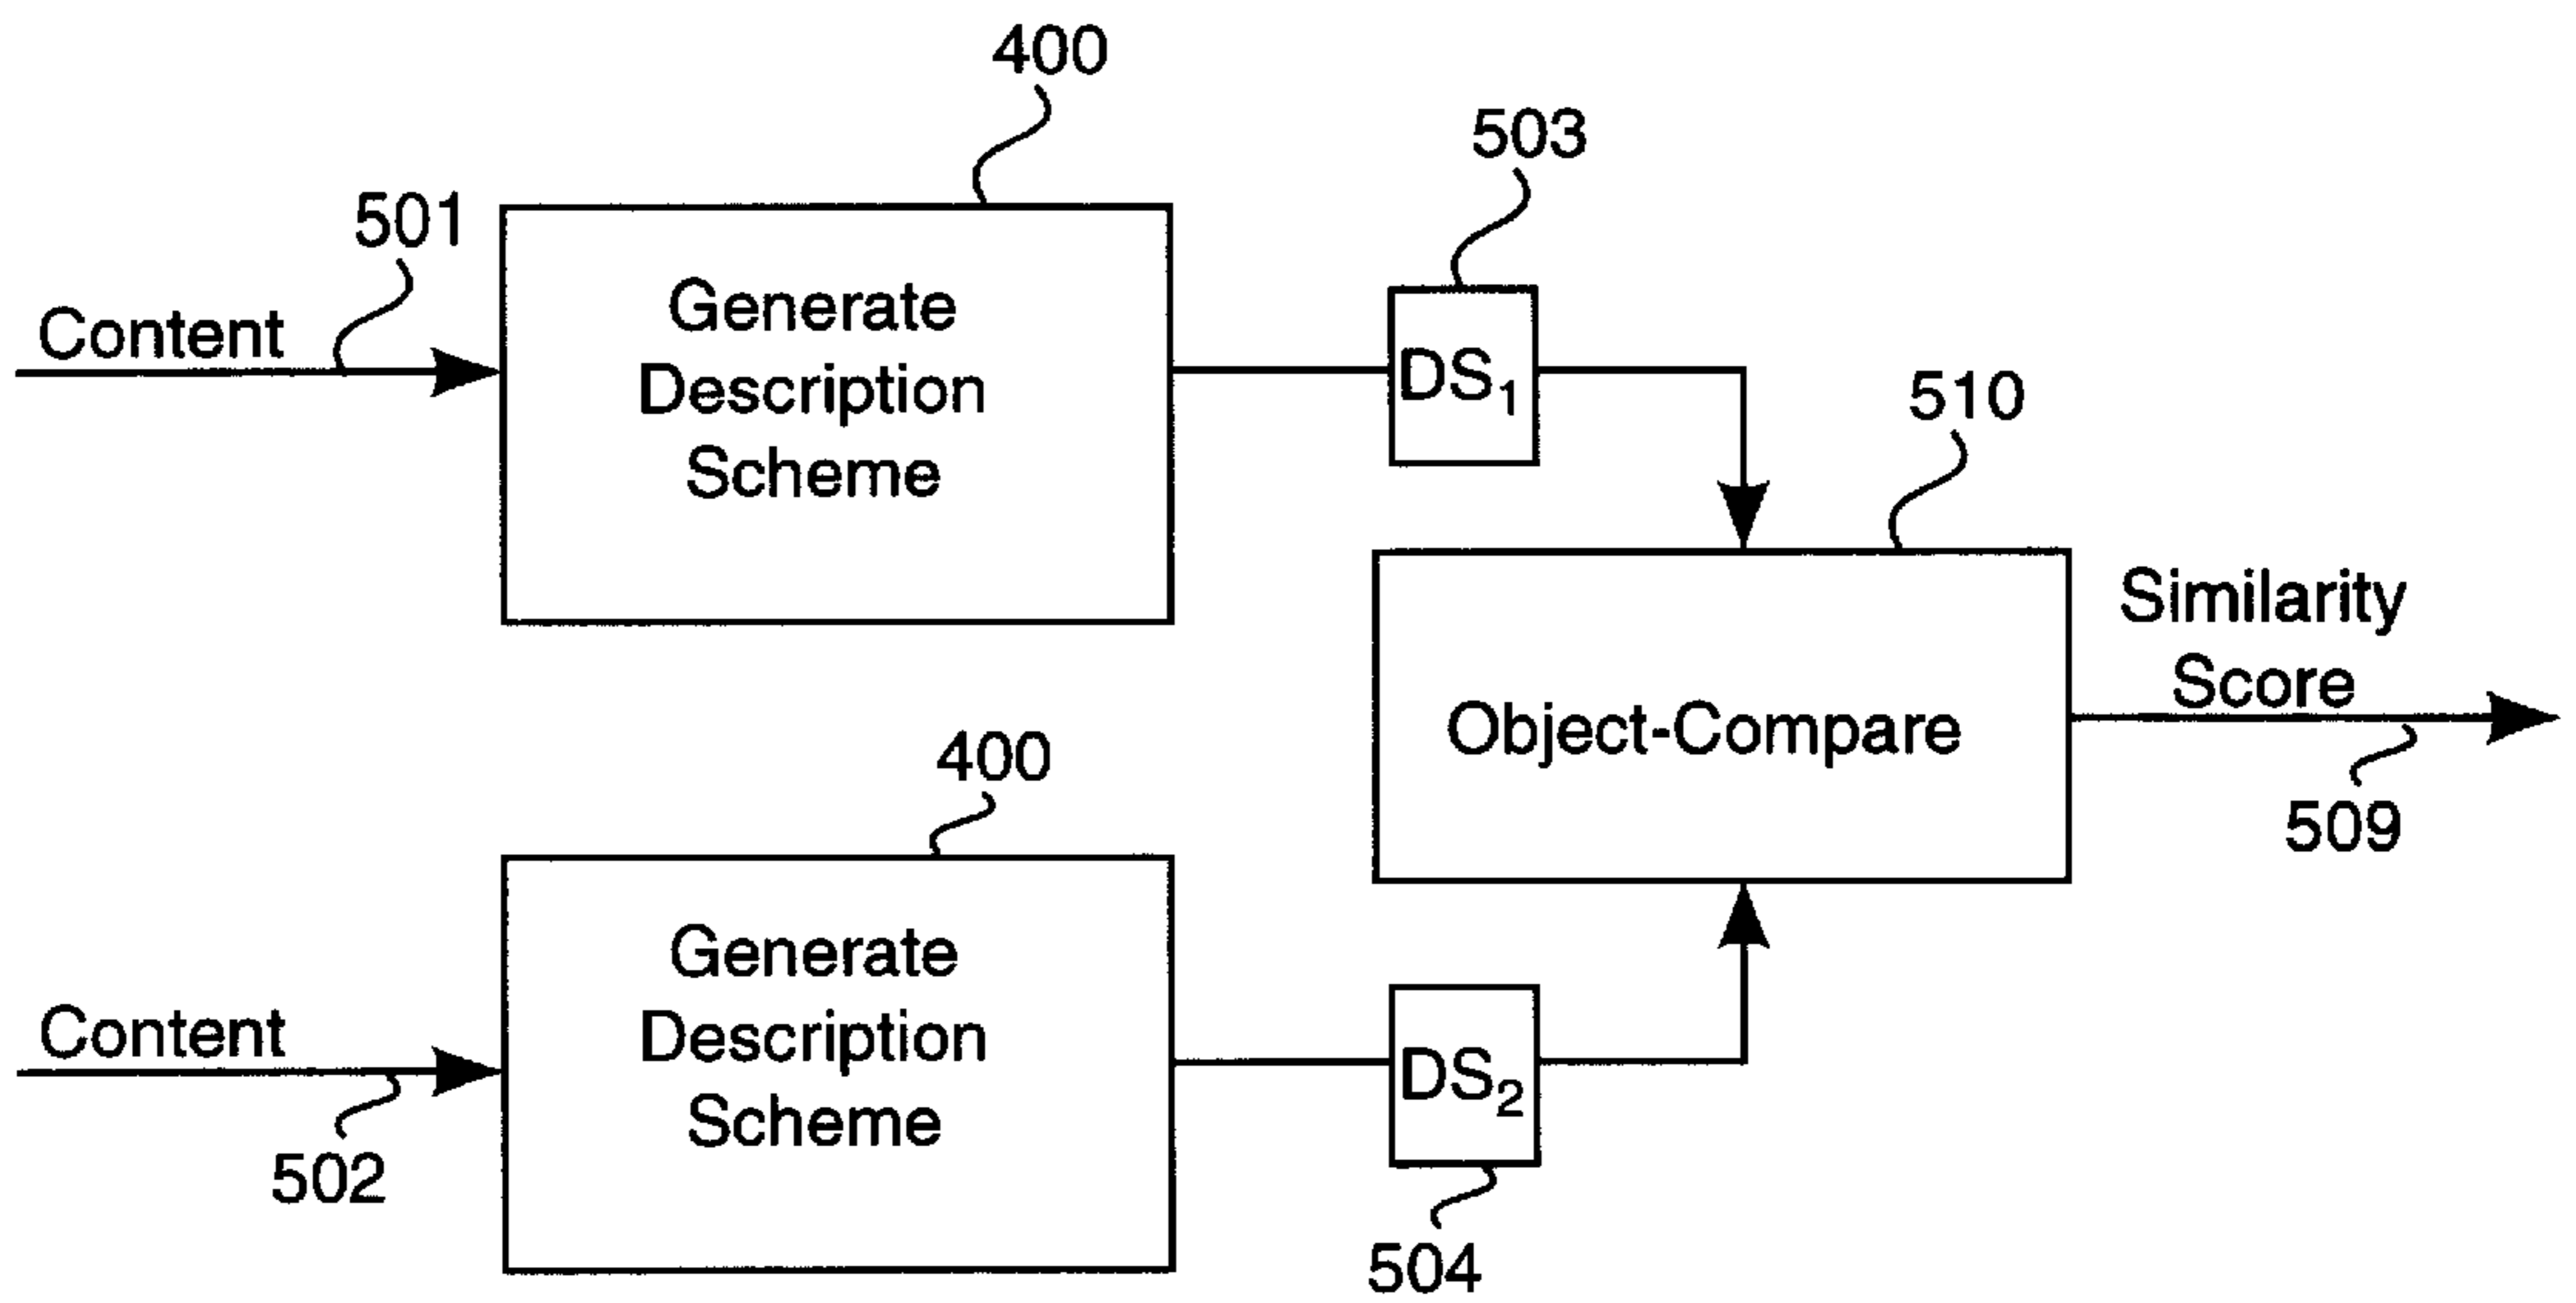 400
503
501
Content
Generate
Description
Scheme
DS1
510
Similarity
Score
Object-Compare
509
400
Content
502
Generate
Description
Scheme
DS2
504